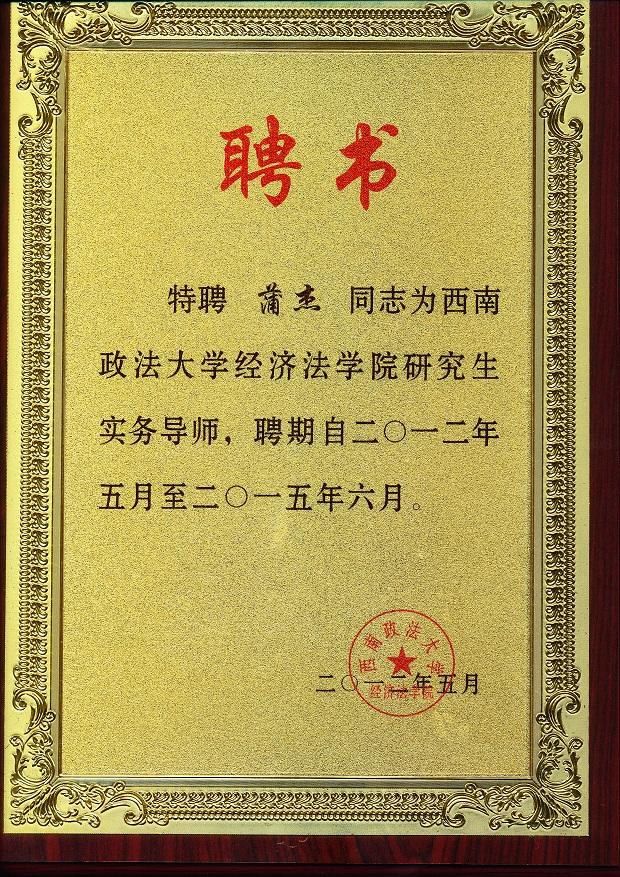 聘书
特聘 蒲杰 同志为西南
政法大学经济法学院研究生
实务导师，聘期自二〇一二年
五月至二〇一五年六月。
西南政法大学
经济法学院
二〇一二年五月